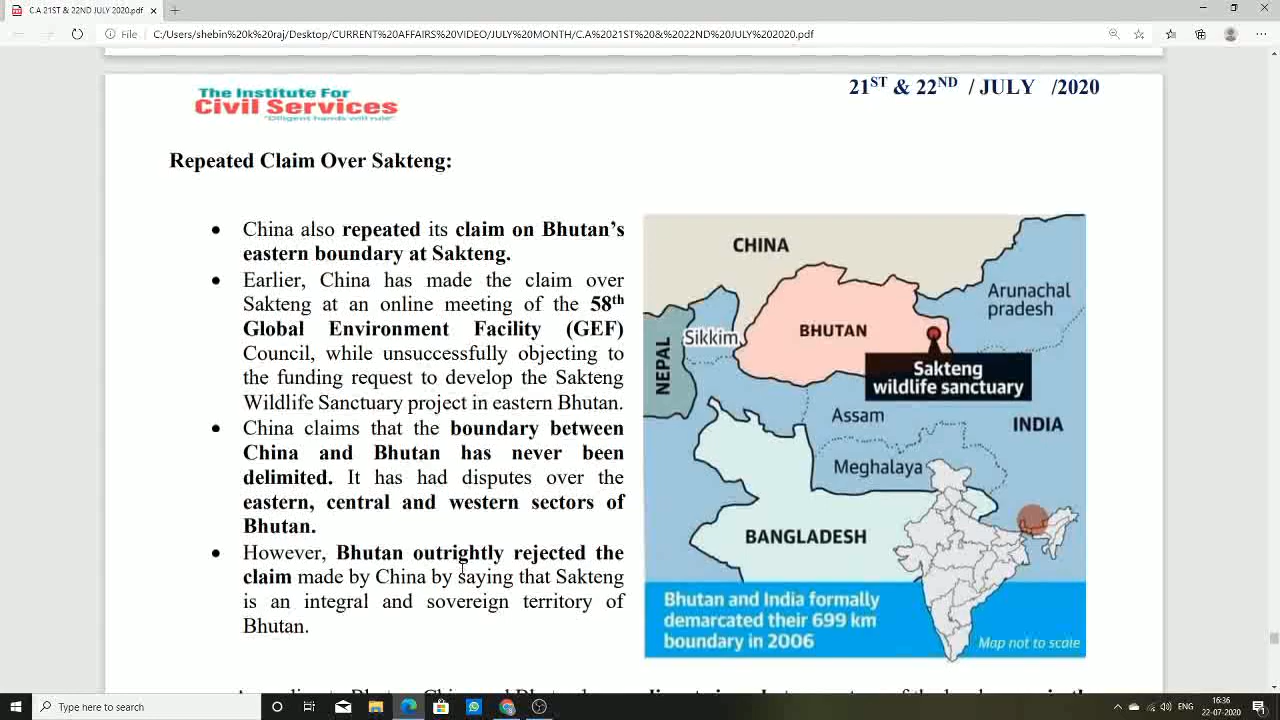 C.A 21ST & 22ND JULY 2020.pdf
File C:/Users/shebin%20k%20raj/Desktop/CURRENT%20AFFAIRS%20VIDEO/JULY%20MONTH/C.A%2021ST%20&%2022ND%20JULY%202020.pdf
The Institute For
Civil Services
"Diligent hands will rule"
21ST & 22ND / JULY /2020
Repeated Claim Over Sakteng:
• China also repeated its claim on Bhutan's
eastern boundary at Sakteng.
• Earlier, China has made the claim over
Sakteng at an online meeting of the 58th
Global Environment Facility (GEF)
Council, while unsuccessfully objecting to
the funding request to develop the Sakteng
Wildlife Sanctuary project in eastern Bhutan.
• China claims that the boundary between
China and Bhutan has never been
delimited. It has had disputes over the
eastern, central and western sectors of
Bhutan.
• However, Bhutan outrightly rejected the
claim made by China by saying that Sakteng
is an integral and sovereign territory of
Bhutan.
CHINA
Arunachal
pradesh
BHUTAN
Sikkim
NEPAL
Sakteng
wildlife sanctuary
Assam
INDIA
Meghalaya
BANGLADESH
Bhutan and India formally
demarcated their 699 km
boundary in 2006
Map not to scale
Type here to search
ENG
16:36
22-07-2020